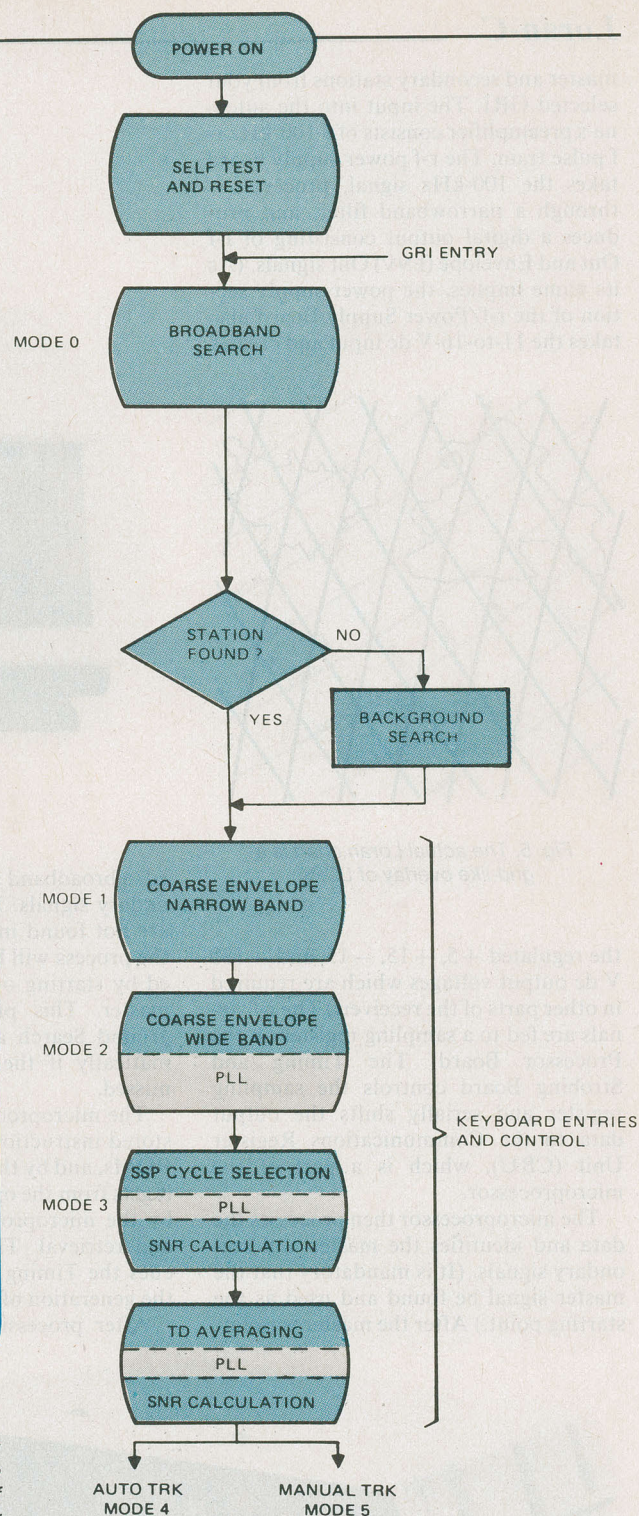 POWER ON
SELF TEST
AND RESET
GRI ENTRY
MODE 0
BROADBAND
SEARCH
STATION
FOUND ?
NO
YES
BACKGROUND
SEARCH
MODE 1
COARSE ENVELOPE
NARROW BAND
MODE 2
COARSE ENVELOPE
WIDE BAND
PLL
KEYBOARD ENTRIES
AND CONTROL
MODE 3
SSP CYCLE SELECTION
PLL
SNR CALCULATION
TD AVERAGING
PLL
SNR CALCULATION
AUTO TRK
MODE 4
MANUAL TRK
MODE 5